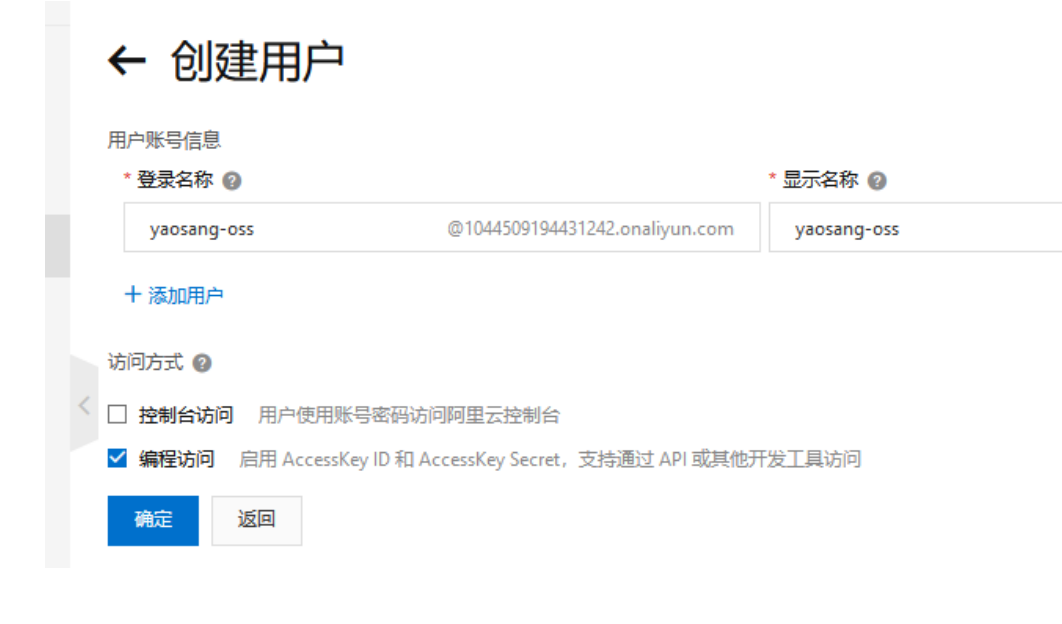 ← 创建用户
用户账号信息
* 登录名称 ? * 显示名称 ?
yaosang-oss @1044509194431242.onaliyun.com yaosang-oss
+ 添加用户
访问方式 ?
控制台访问 用户使用账号密码访问阿里云控制台
编程访问 启用 AccessKey ID 和 AccessKey Secret，支持通过 API 或其他开发工具访问
确定 返回